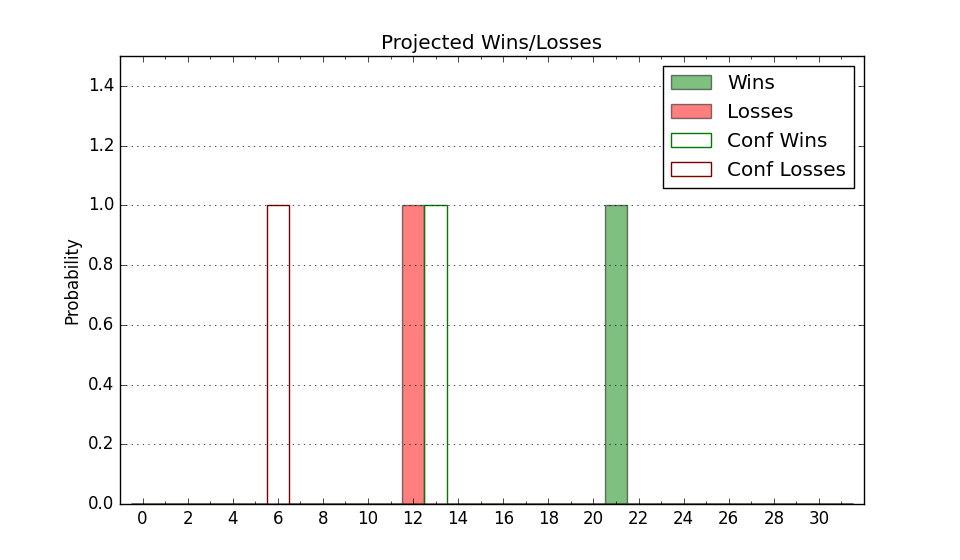 Projected Wins/Losses
Wins
Losses
Conf Wins
Conf Losses
Probability
1.4
1.2
1.0
0.8
0.6
0.4
0.2
0.0
0 2 4 6 8 10 12 14 16 18 20 22 24 26 28 30